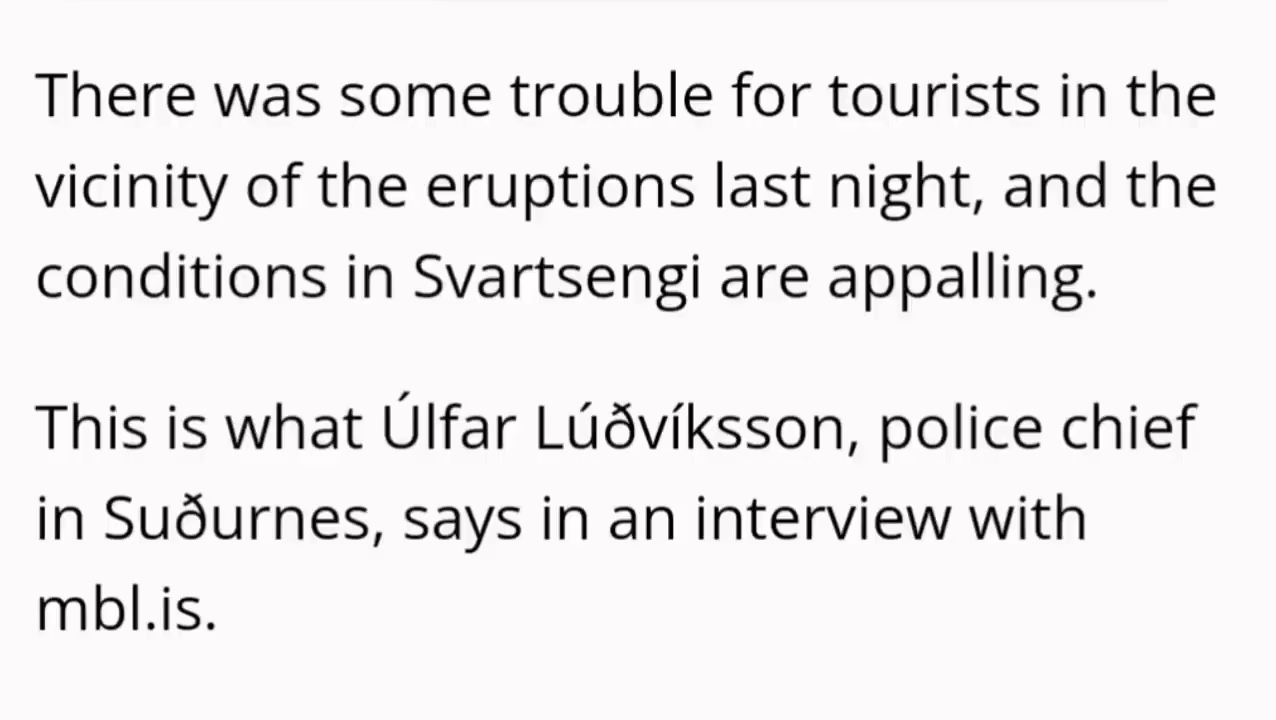 There was some trouble for tourists in the
vicinity of the eruptions last night, and the
conditions in Svartsengi are appalling.
This is what Úlfar Lúðvíksson, police chief
in Suðurnes, says in an interview with
mbl.is.